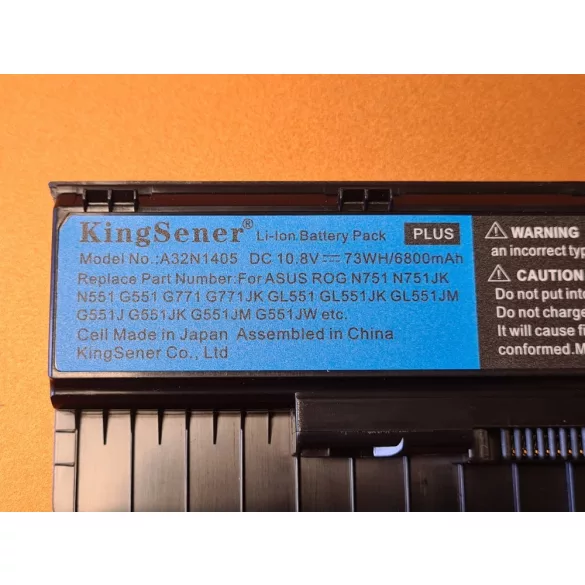 KingSener® Li-Ion Battery Pack PLUS
Model No.:A32N1405 DC 10.8V⎓73WH/6800mAh
Replace Part Number:For ASUS ROG N751 N751JK
N551 G551 G771 G771JK GL551 GL551JK GL551JM
G551J G551JK G551JM G551JW etc.
Cell Made in Japan Assembled in China
KingSener Co., Ltd
WARNING
an incorrect type
CAUTION
Do not put into
Do not charge
It will cause fi
conformed.M